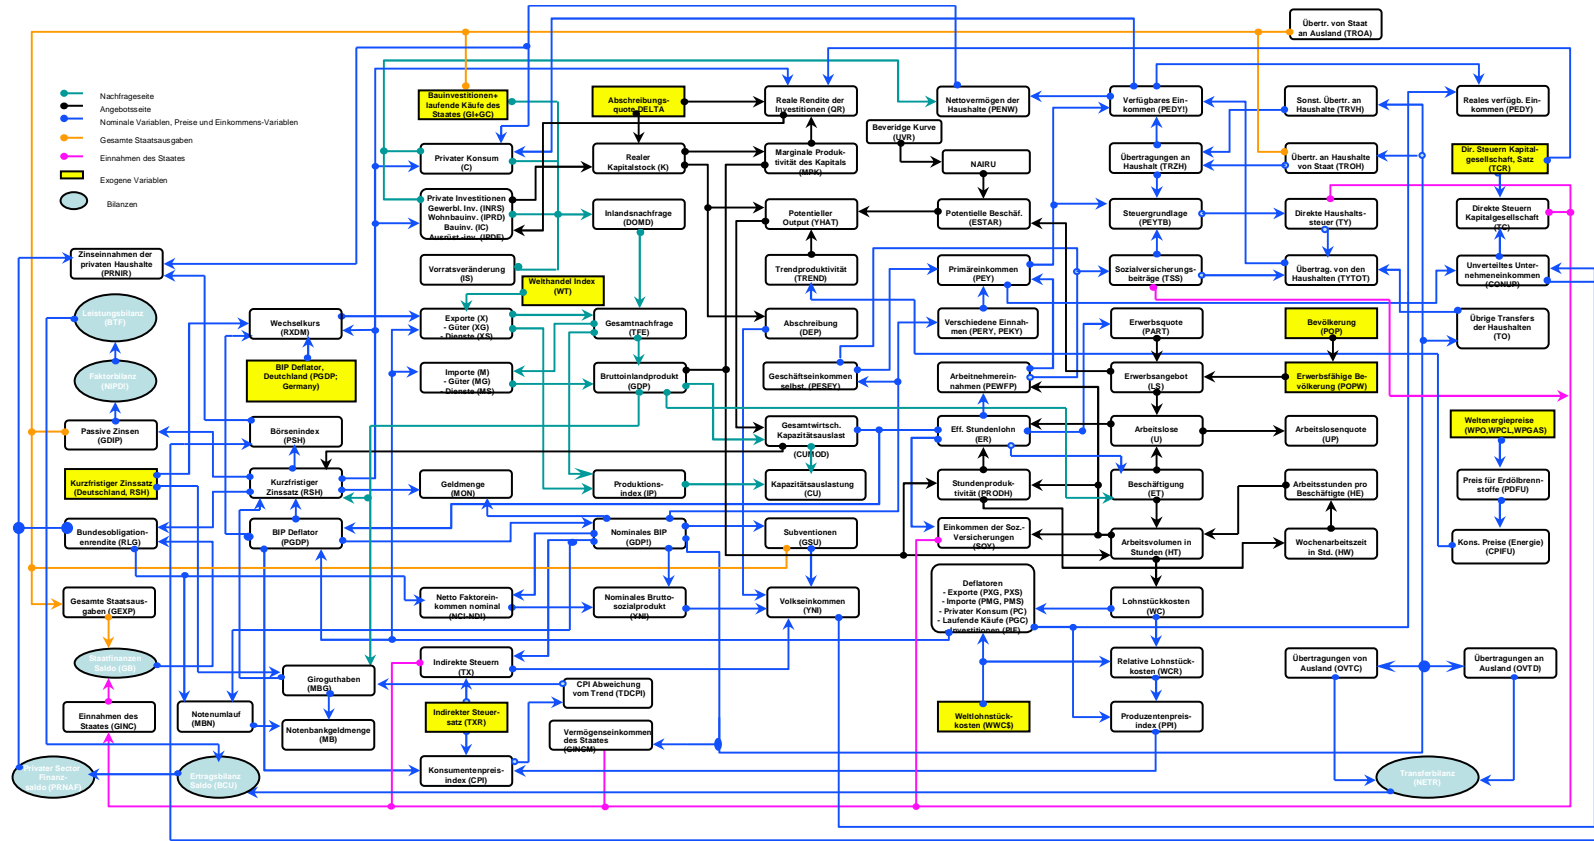 Übertr. von Staat
an Ausland (TROA)
Nachfrageseite
Angebotsseite
Nominale Variablen, Preise und Einkommens-Variablen
Gesamte Staatsausgaben
Einnahmen des Staates
Exogene Variablen
Bilanzen
Bauinvestitionen+
laufende Käufe des
Staates (GI+GC)
Abschreibungs-
quote DELTA
Reale Rendite der
Investitionen (QR)
Nettovermögen der
Haushalte (PENW)
Verfügbares Ein-
kommen (PEDY!)
Sonst. Übertr. an
Haushalte (TRVH)
Reales verfügb. Ein-
kommen (PEDY)
Beveridge Kurve
(UVR)
Privater Konsum
(C)
Realer
Kapitalstock (K)
Marginale Produk-
tivität des Kapitals
(MPK)
NAIRU
Übertragungen an
Haushalt (TRZH)
Übertr. an Haushalte
von Staat (TROH)
Dir. Steuern Kapital-
gesellschaft, Satz
(TCR)
Private Investitionen
Gewerbl. Inv. (INRS)
Wohnbauinv. (IPRD)
Bauinv. (IC)
Ausrüst.-inv. (IPDE)
Inlandsnachfrage
(DOMD)
Potentieller
Output (YHAT)
Potentielle Beschäf.
(ESTAR)
Steuergrundlage
(PEYTB)
Direkte Haushalts-
steuer (TY)
Direkte Steuern
Kapitalgesellschaft
(TC)
Zinseinnahmen der
privaten Haushalte
(PRNIR)
Vorratsveränderung
(IS)
Welthandel Index
(WT)
Trendproduktivität
(TREND)
Primäreinkommen
(PEY)
Sozialversicherungs-
beiträge (TSS)
Übertrag. von den
Haushalten (TYTOT)
Unverteiltes Unter-
nehmeneinkommen
(CONUP)
Leistungsbilanz
(BTF)
Wechselkurs
(RXDM)
Exporte (X)
- Güter (XG)
- Dienste (XS)
Gesamtnachfrage
(TFE)
Abschreibung
(DEP)
Verschiedene Einnah-
men (PERY, PEKY)
Erwerbsquote
(PART)
Bevölkerung
(POP)
Übrige Transfers
der Haushalten
(TO)
Faktorbilanz
(NIPD!)
BIP Deflator,
Deutchland (PGDP;
Germany)
Importe (M)
- Güter (MG)
- Dienste (MS)
Bruttoinlandprodukt
(GDP)
Geschäftseinkommen
selbst. (PESEY)
Arbeitnehmerein-
nahmen (PEWFP)
Erwerbsangebot
(LS)
Erwerbsfähige Be-
völkerung (POPW)
Passive Zinsen
(GDIP)
Börsenindex
(PSH)
Gesamtwirtsch.
Kapazitätsauslast
(CUMOD)
Eff. Stundenlohn
(ER)
Arbeitslose
(U)
Arbeitslosenquote
(UP)
Weltenergiepreise
(WPO,WPCL,WPGAS)
Kurzfristiger Zinssatz
(Deutschland, RSH)
Kurzfristiger
Zinssatz (RSH)
Geldmenge
(MON)
Produktions-
index (IP)
Kapazitätsauslastung
(CU)
Stundenproduk-
tivität (PRODH)
Beschäftigung
(ET)
Arbeitsstunden pro
Beschäftigte (HE)
Preis für Erdölbrenn-
stoffe (PDFU)
Bundesobligation-
enrendite (RLG)
BIP Deflator
(PGDP)
Nominales BIP
(GDP!)
Subventionen
(GSU)
Einkommen der Soz.-
Versicherungen
(SOY)
Arbeitsvolumen in
Stunden (HT)
Wochenarbeitszeit
in Std. (HW)
Kons. Preise (Energie)
(CPIFU)
Gesamte Staatsaus-
gaben (GEXP)
Netto Faktorein-
kommen nominal
(NCI-NDI)
Nominales Brutto-
sozialprodukt
(YNI)
Volkseinkommen
(YNI)
Deflatoren
- Exporte (PXG, PXS)
- Importe (PMG, PMS)
- Privater Konsum (PC)
- Laufende Käufe (PGC)
- Investitionen (PIF)
Lohnstückkosten
(WC)
Staatfinanzen
Saldo (GB)
Giroguthaben
(MBG)
Indirekte Steuern
(TX)
CPI Abweichung
vom Trend (TDCPI)
Relative Lohnstück-
kosten (WCR)
Übertragungen von
Ausland (OVTC)
Übertragungen an
Ausland (OVTD)
Einnahmen des
Staates (GINC)
Notenumlauf
(MBN)
Notenbankgeldmenge
(MB)
Indirekter Steuer-
satz (TXR)
Vermögenseinkommen
des Staates
(GINCM)
Weltlohnstück-
kosten (WWC$)
Produzentenpreis-
index (PPI)
Privater Sector
Finanz-
saldo (PRNAF)
Ertragsbilanz
Saldo (BCU)
Konsumentenpreis-
index (CPI)
Transferbilanz
(NETR)